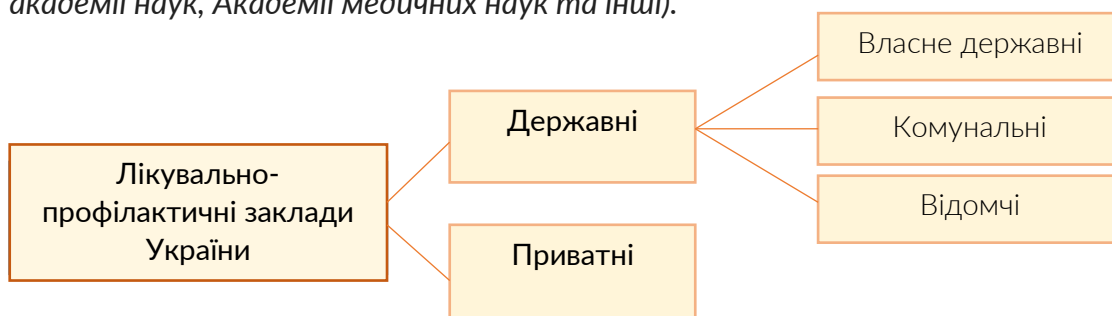 академії наук, Академії медичних наук та інші).
Власне державні
Державні
Комунальні
Лікувально-
профілактичні заклади
України
Відомчі
Приватні